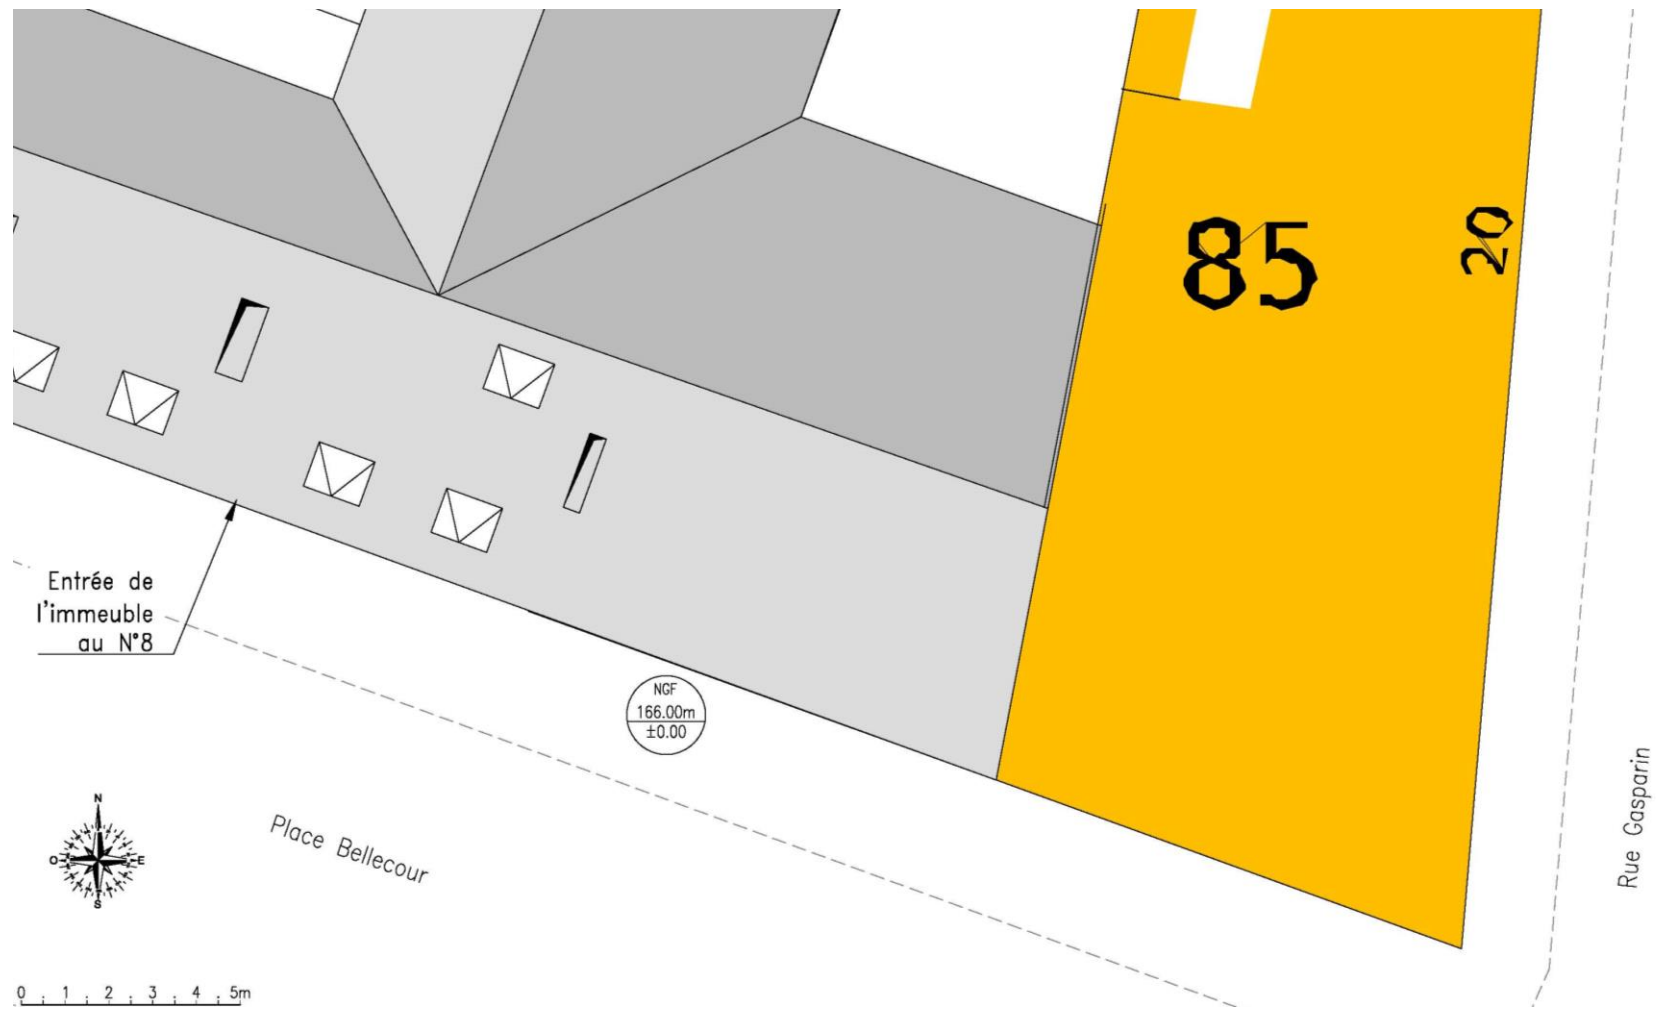 85
20
Entrée de
l'immeuble
au N°8
NGF
166.00m
±0.00
Place Bellecour
Rue Gasparin
N
O E
S
0 1 2 3 4 5m